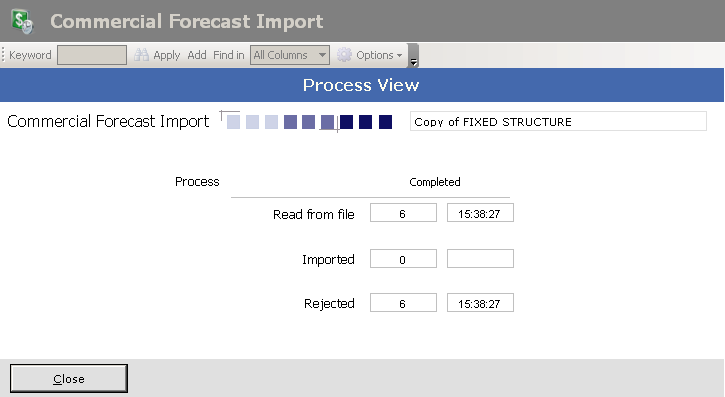 Commercial Forecast Import
Keyword Apply Add Find in All Columns Options
Process View
Commercial Forecast Import Copy of FIXED STRUCTURE
Process Completed
Read from file 6 15:38:27
Imported 0
Rejected 6 15:38:27
Close